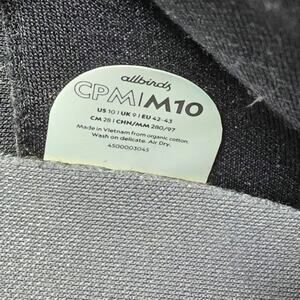 allbirds
CPM|M10
US 10 | UK 9 | EU 42-43
CM 28 | CHN/MM 280/97
Made in Vietnam from organic cotton.
Wash on delicate. Air Dry.
4500003045